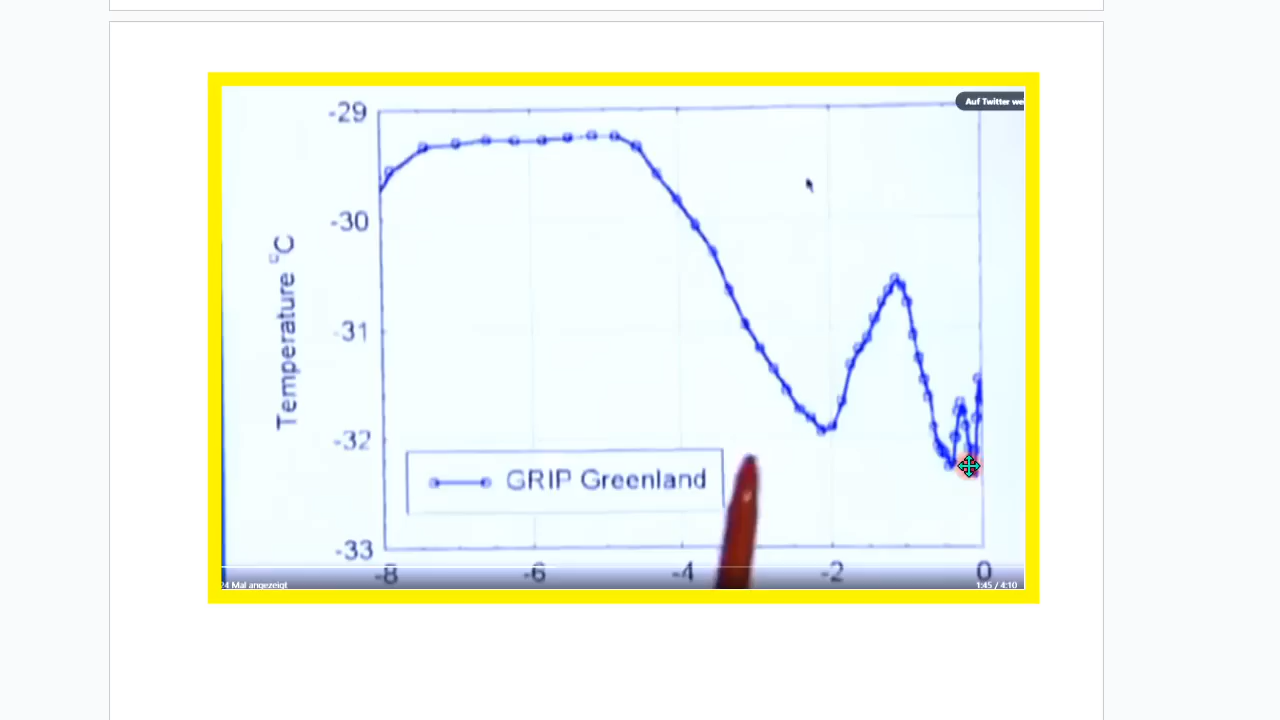 Auf Twitter we
-29
-30
-31
-32
-33
Temperature °C
GRIP Greenland
-8 -6 -4 -2 0
24 Mal angezeigt
1:45 / 4:10